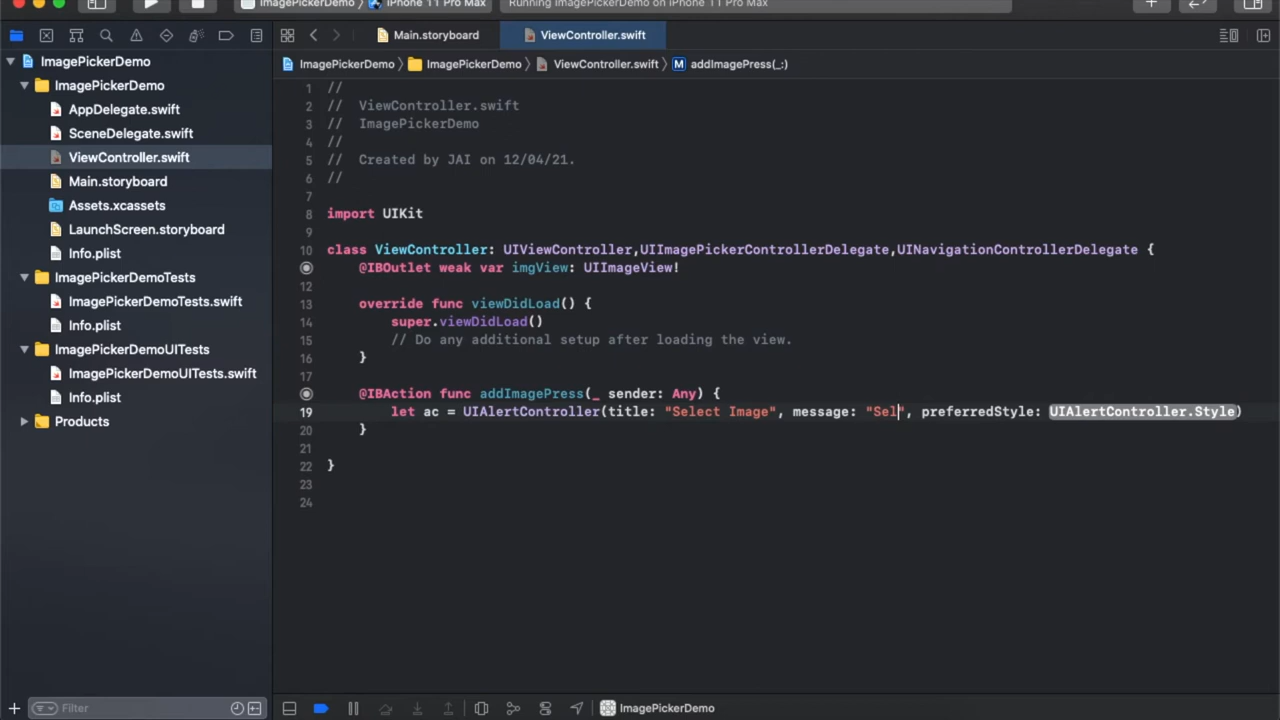 ImagePickerDemo 〉 iPhone 11 Pro Max
Running ImagePickerDemo on iPhone 11 Pro Max
Main.storyboard
ViewController.swift
ImagePickerDemo 〉 ImagePickerDemo 〉 ViewController.swift 〉 M addImagePress(_:)
ImagePickerDemo
ImagePickerDemo
AppDelegate.swift
SceneDelegate.swift
ViewController.swift
Main.storyboard
Assets.xcassets
LaunchScreen.storyboard
Info.plist
ImagePickerDemoTests
ImagePickerDemoTests.swift
Info.plist
ImagePickerDemoUITests
ImagePickerDemoUITests.swift
Info.plist
Products
Filter
1 //
2 // ViewController.swift
3 // ImagePickerDemo
4 //
5 // Created by JAI on 12/04/21.
6 //
7
8 import UIKit
9
10 class ViewController: UIViewController,UIImagePickerControllerDelegate,UINavigationControllerDelegate {
@IBOutlet weak var imgView: UIImageView!
12
13 override func viewDidLoad() {
14 super.viewDidLoad()
15 // Do any additional setup after loading the view.
16 }
17
@IBAction func addImagePress(_ sender: Any) {
19 let ac = UIAlertController(title: "Select Image", message: "Sel", preferredStyle: UIAlertController.Style)
20 }
21
22 }
23
24
ImagePickerDemo